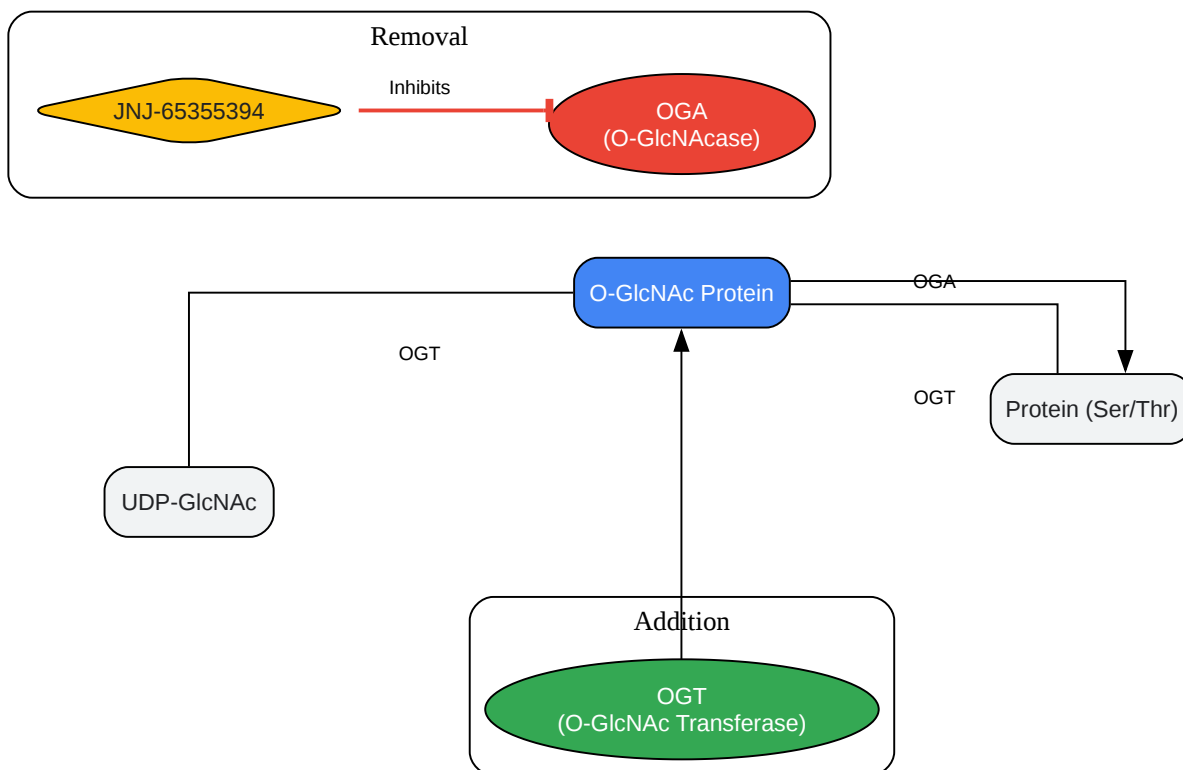 Removal
JNJ-65355394
Inhibits
OGA
(O-GlcNAcase)
O-GlcNAc Protein
OGA
OGT
OGT
Protein (Ser/Thr)
UDP-GlcNAc
Addition
OGT
(O-GlcNAc Transferase)